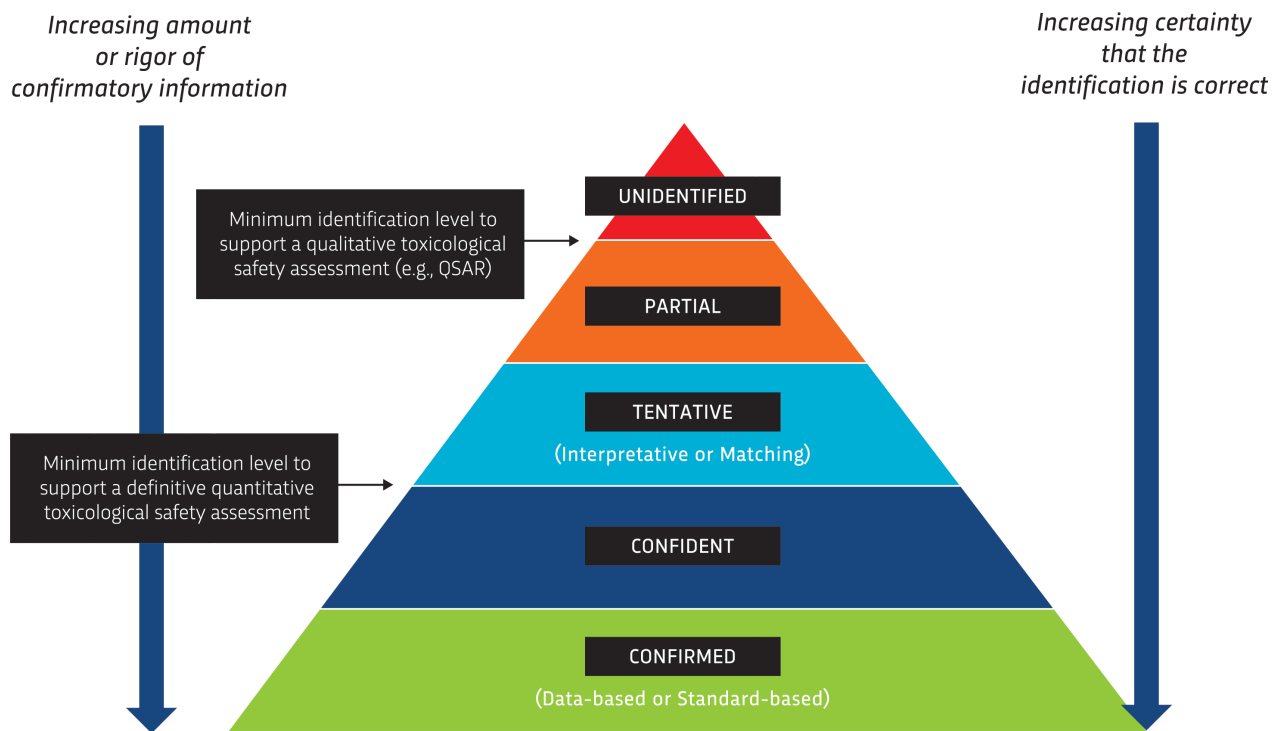 Increasing amount
or rigor of
confirmatory information
Increasing certainty
that the
identification is correct
UNIDENTIFIED
Minimum identification level to
support a qualitative toxicological
safety assessment (e.g., QSAR)
PARTIAL
TENTATIVE
(Interpretative or Matching)
Minimum identification level to
support a definitive quantitative
toxicological safety assessment
CONFIDENT
CONFIRMED
(Data-based or Standard-based)